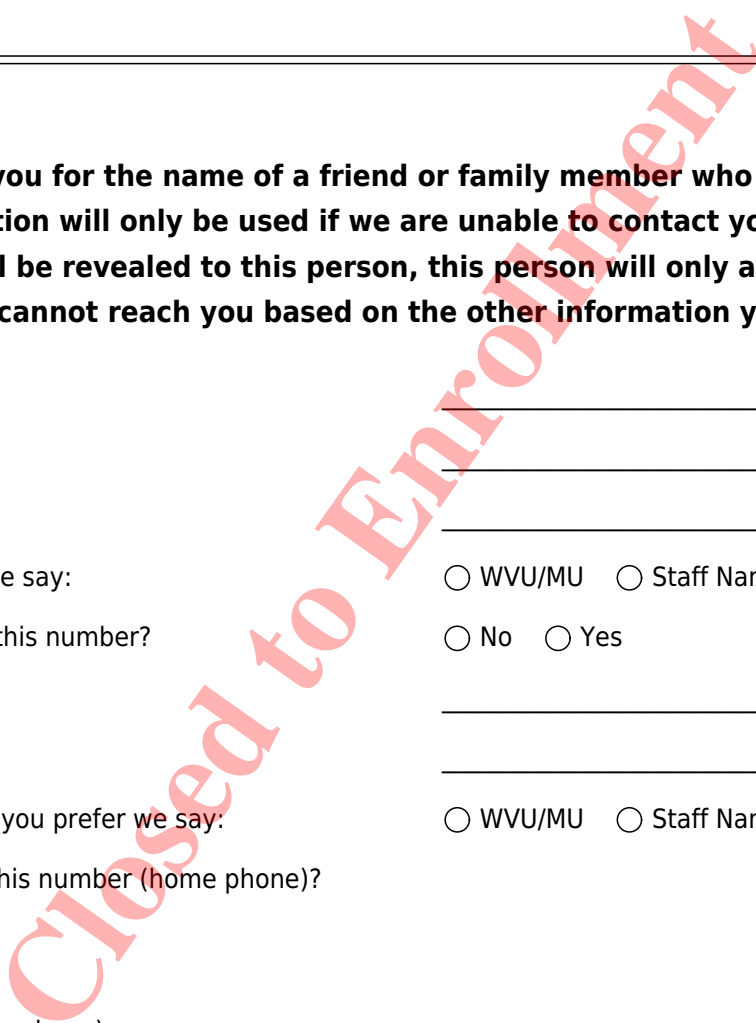 you for the name of a friend or family member who
tion will only be used if we are unable to contact yo
l be revealed to this person, this person will only a
cannot reach you based on the other information y
e say:
WVU/MU Staff Nar
this number?
No Yes
you prefer we say:
WVU/MU Staff Nar
his number (home phone)?
Closed to Enrollment